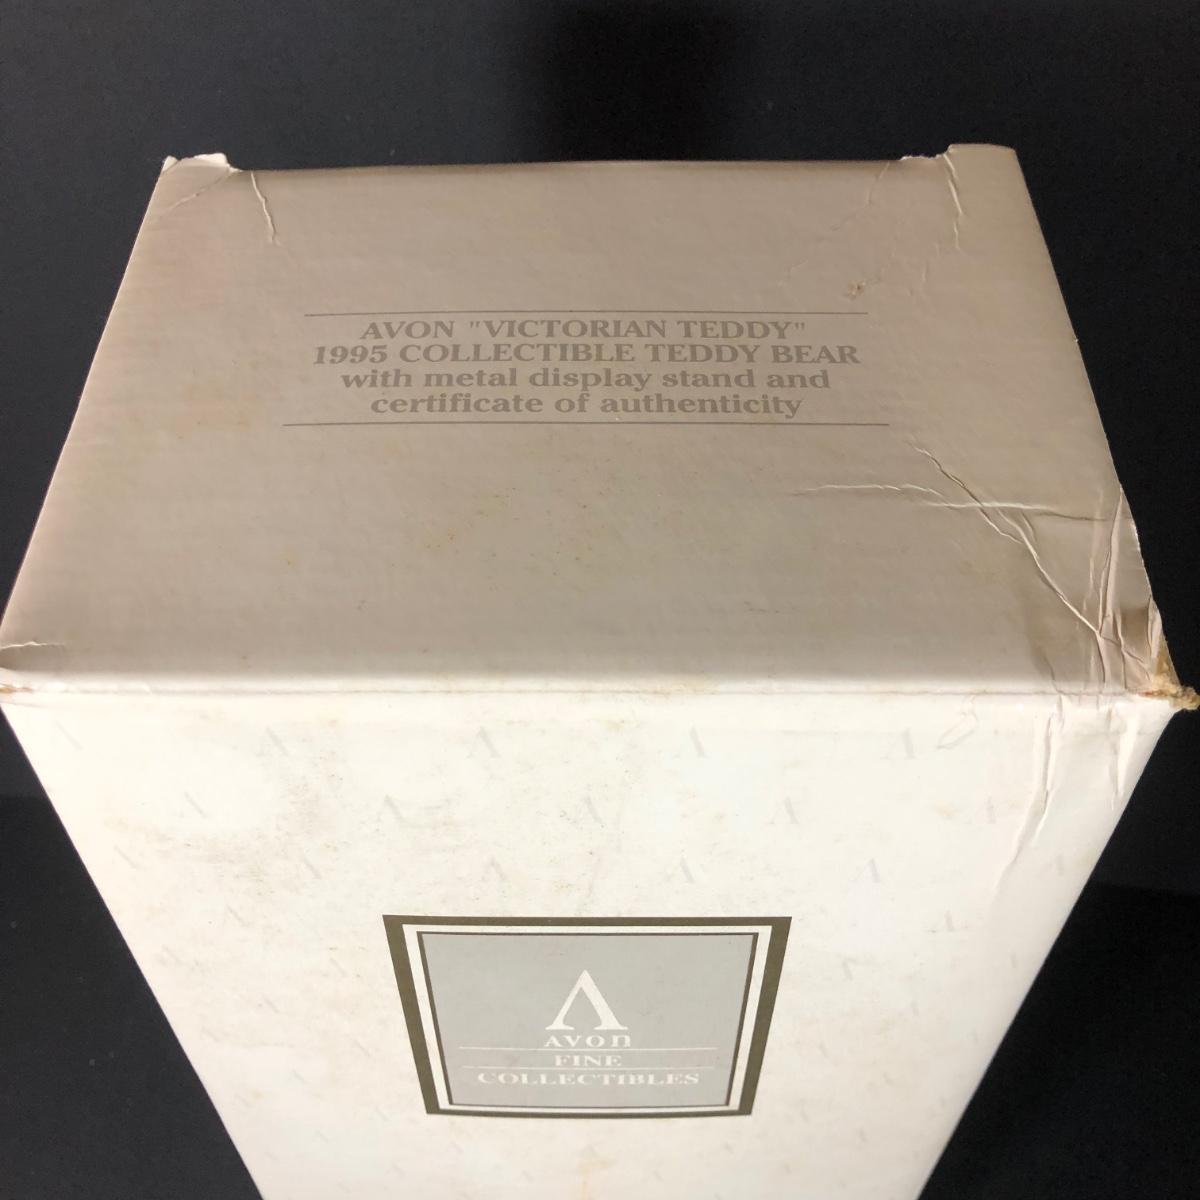 AVON "VICTORIAN TEDDY"
1995 COLLECTIBLE TEDDY BEAR
with metal display stand and
certificate of authenticity
AVON
FINE
COLLECTIBLES